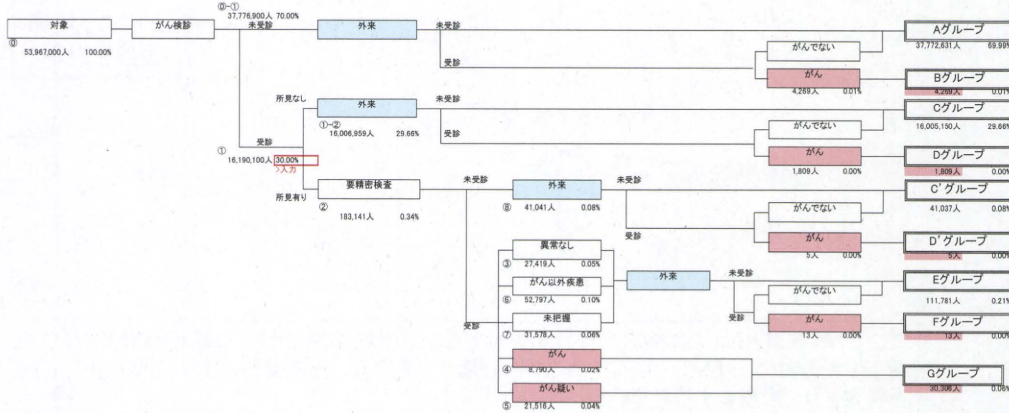 ⓪-①
37,776,900人 70.00%
対象
がん検診
未受診
外来
未受診
Aグループ
⓪
53,967,000人 100.00%
がんでない
37,772,631人 69.99%
受診
がん
Bグループ
4,269人 0.01%
4,269人 0.01%
所見なし
外来
未受診
Cグループ
①-②
16,006,959人 29.66%
がんでない
16,005,150人 29.66%
受診
受診
①
16,190,100人 30.00%
>入力
がん
Dグループ
1,809人 0.00%
1,809人 0.00%
要精密検査
未受診
外来
未受診
C'グループ
所見有り
②
183,141人 0.34%
⑧ 41,041人 0.08%
がんでない
41,037人 0.08%
受診
がん
D'グループ
5人 0.00%
5人 0.00%
異常なし
③ 27,419人 0.05%
外来
未受診
Eグループ
がん以外疾患
がんでない
⑥ 52,797人 0.10%
111,781人 0.21%
受診
未把握
受診
がん
Fグループ
⑦ 31,578人 0.06%
13人 0.00%
13人 0.00%
がん
④ 8,790人 0.02%
Gグループ
がん疑い
30,306人 0.06%
⑤ 21,516人 0.04%